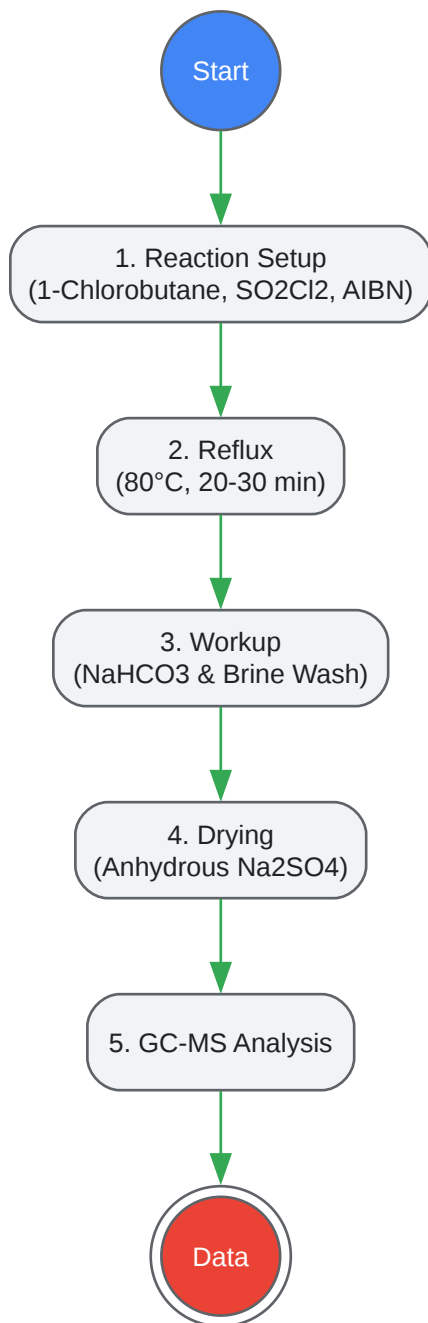 Start
1. Reaction Setup
(1-Chlorobutane, SO2Cl2, AIBN)
2. Reflux
(80°C, 20-30 min)
3. Workup
(NaHCO3 & Brine Wash)
4. Drying
(Anhydrous Na2SO4)
5. GC-MS Analysis
Data